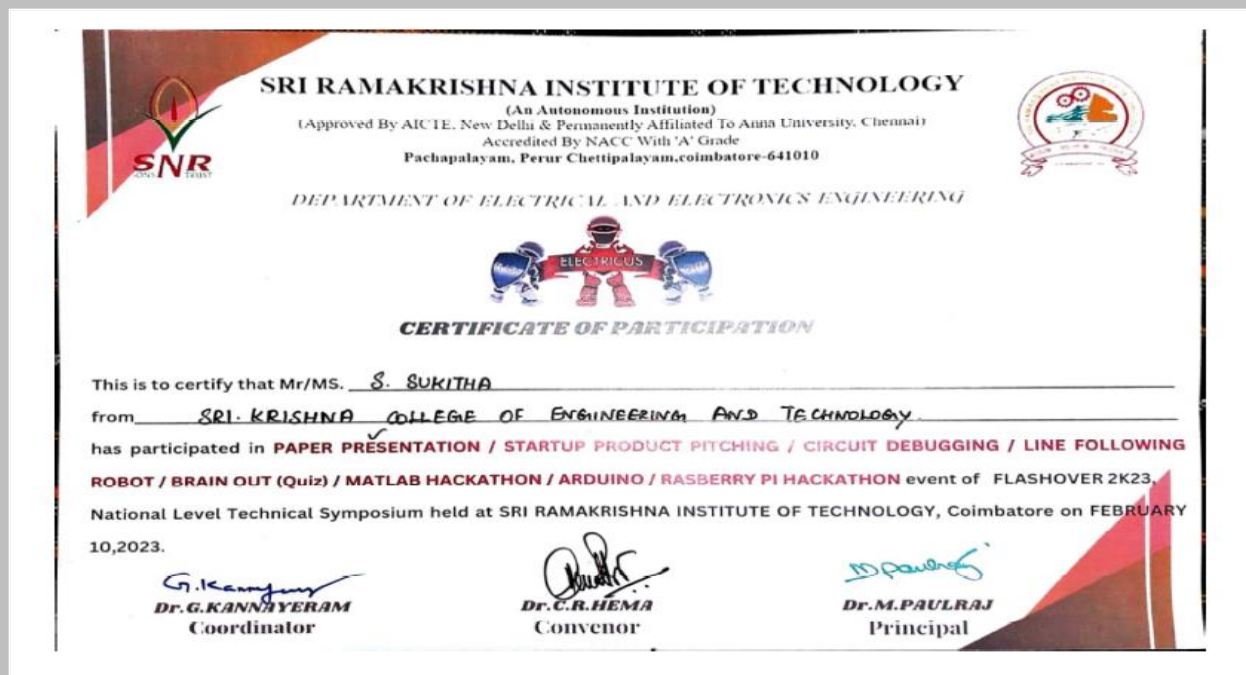 SRI RAMAKRISHNA INSTITUTE OF TECHNOLOGY
(An Autonomous Institution)
(Approved By AICTE, New Delhi & Permanently Affiliated To Anna University, Chennai)
Accredited By NACC With 'A' Grade
Pachapalayam, Perur Chettipalayam,coimbatore-641010
SNR
SONS TRUST
DEPARTMENT OF ELECTRICAL AND ELECTRONICS ENGINEERING
ELECTRICUS
CERTIFICATE OF PARTICIPATION
This is to certify that Mr/MS. S. SUKITHA
from SRI. KRISHNA COLLEGE OF ENGINEERING AND TECHNOLOGY
has participated in PAPER PRESENTATION / STARTUP PRODUCT PITCHING / CIRCUIT DEBUGGING / LINE FOLLOWING
ROBOT / BRAIN OUT (Quiz) / MATLAB HACKATHON / ARDUINO / RASBERRY PI HACKATHON event of FLASHOVER 2K23,
National Level Technical Symposium held at SRI RAMAKRISHNA INSTITUTE OF TECHNOLOGY, Coimbatore on FEBRUARY
10,2023.
Dr.G.KANNAYERAM Dr.C.R.HEMA Dr.M.PAULRAJ
Coordinator Convenor Principal